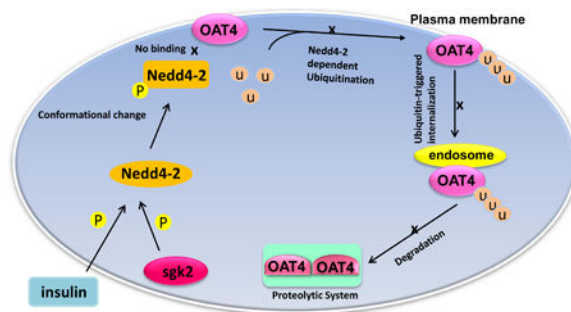 Plasma membrane
OAT4
x
OAT4
No binding x
Nedd4-2
dependent
Ubiquitination
U U U
Nedd4-2
P
u u
u
Conformational change
Ubiquitin-triggered
internalization
x
endosome
OAT4
U U U
Nedd4-2
P
P
x
Degradation
sgk2
OAT4 OAT4
Proteolytic System
insulin